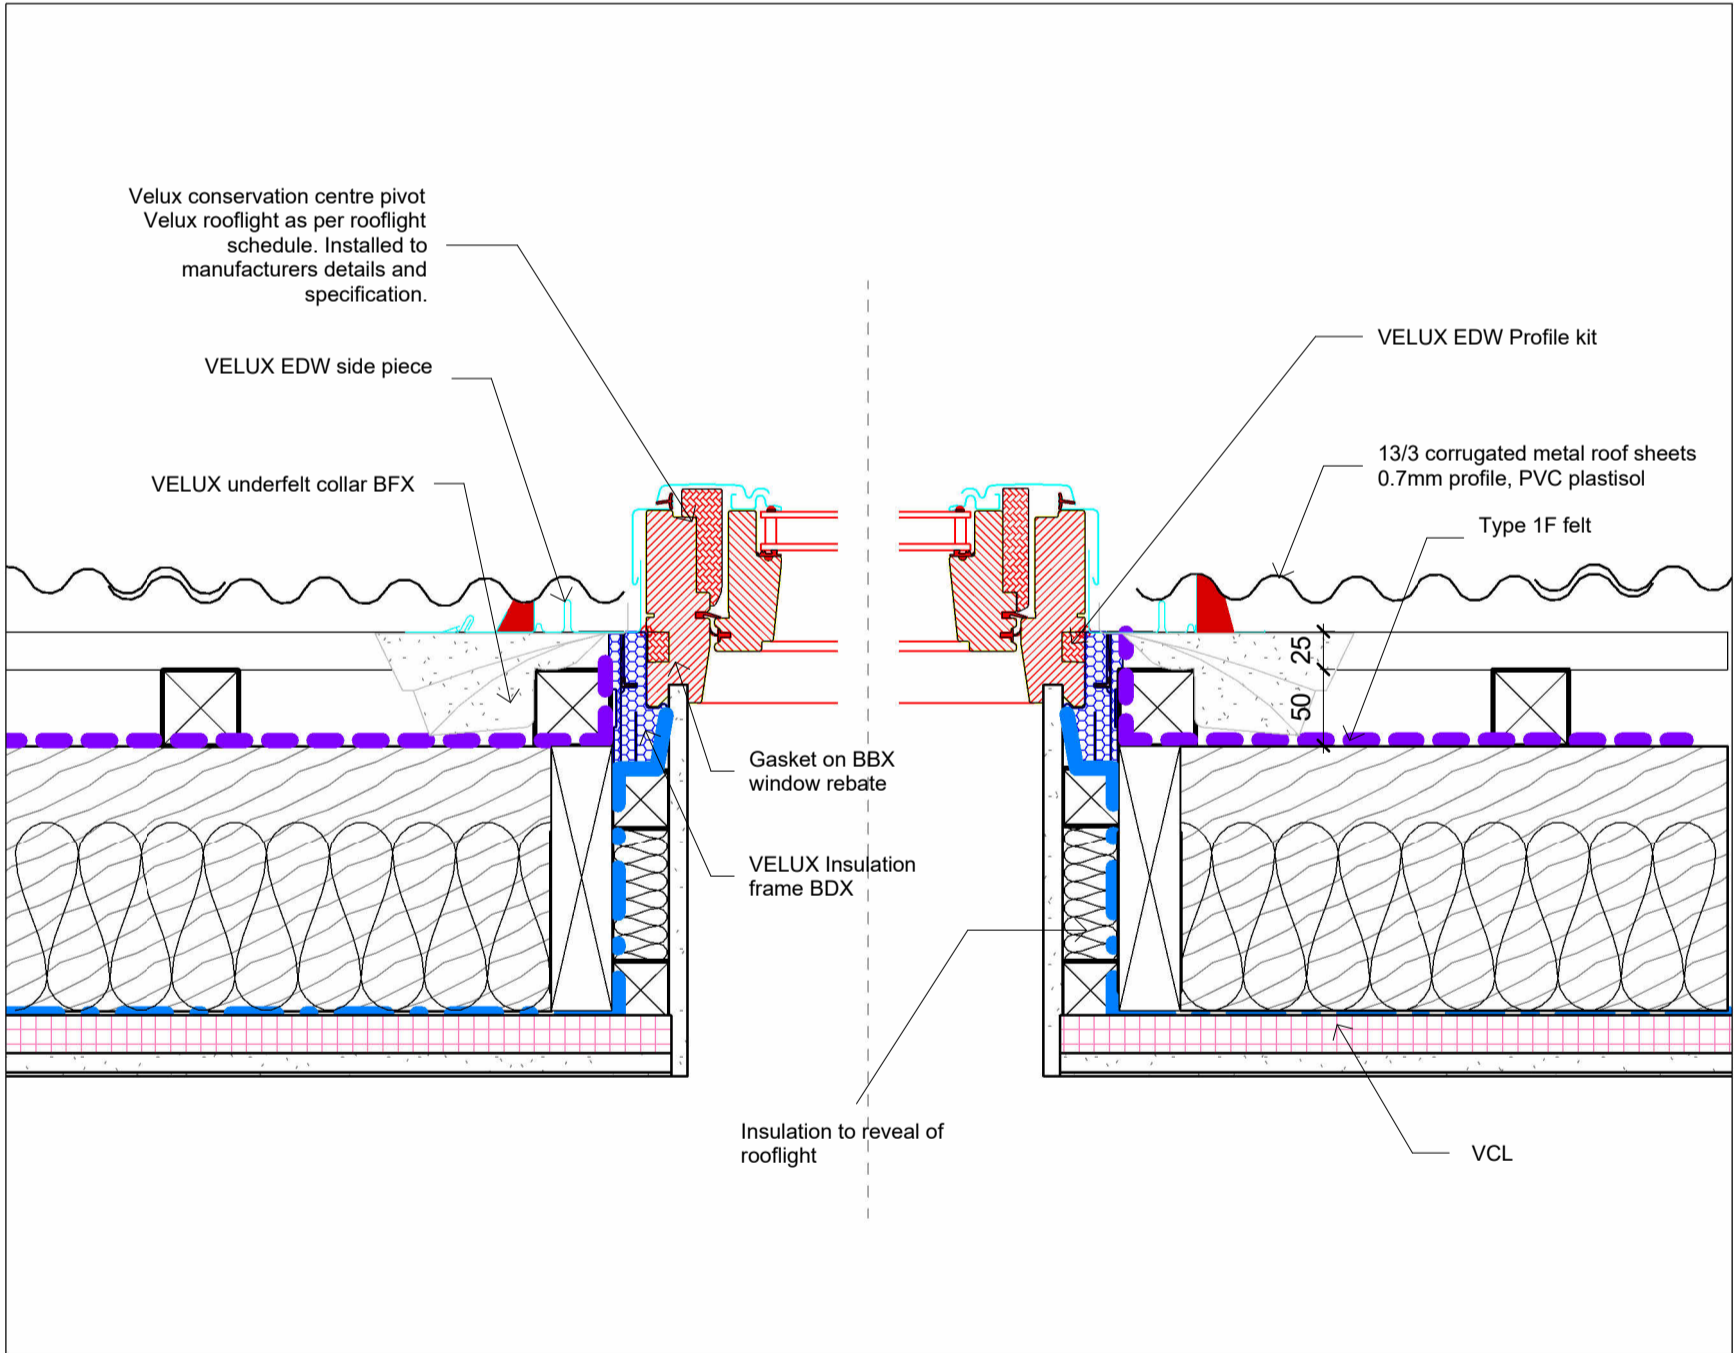 Velux conservation centre pivot
Velux rooflight as per rooflight
schedule. Installed to
manufacturers details and
specification.
VELUX EDW side piece
VELUX underfelt collar BFX
VELUX EDW Profile kit
13/3 corrugated metal roof sheets
0.7mm profile, PVC plastisol
Type 1F felt
25
50
Gasket on BBX
window rebate
VELUX Insulation
frame BDX
Insulation to reveal of
rooflight
VCL